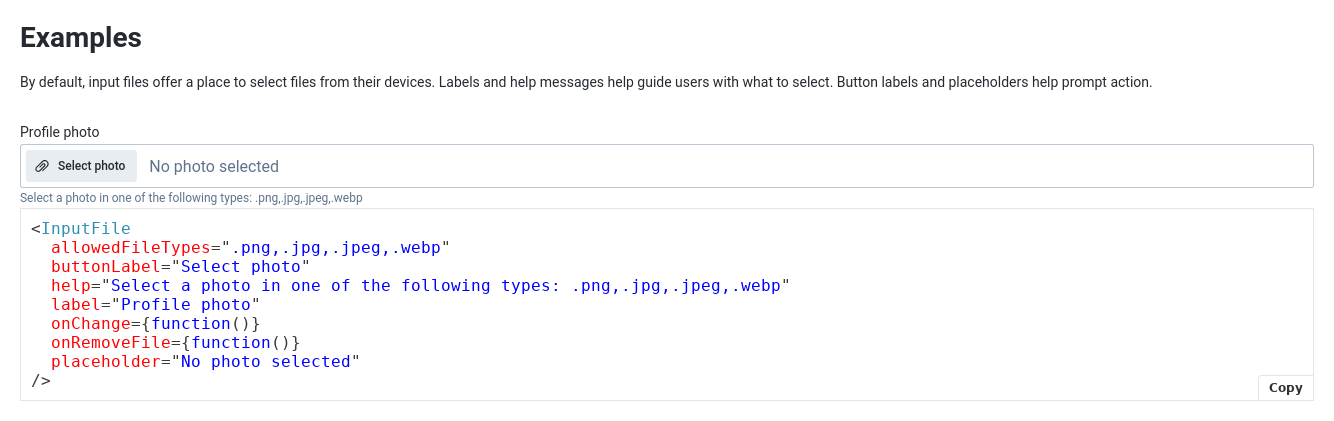 Examples
By default, input files offer a place to select files from their devices. Labels and help messages help guide users with what to select. Button labels and placeholders help prompt action.
Profile photo
Select photo No photo selected
Select a photo in one of the following types: .png,.jpg,.jpeg,.webp
<InputFile
  allowedFileTypes=".png,.jpg,.jpeg,.webp"
  buttonLabel="Select photo"
  help="Select a photo in one of the following types: .png,.jpg,.jpeg,.webp"
  label="Profile photo"
  onChange={function()}
  onRemoveFile={function()}
  placeholder="No photo selected"
/>
Copy